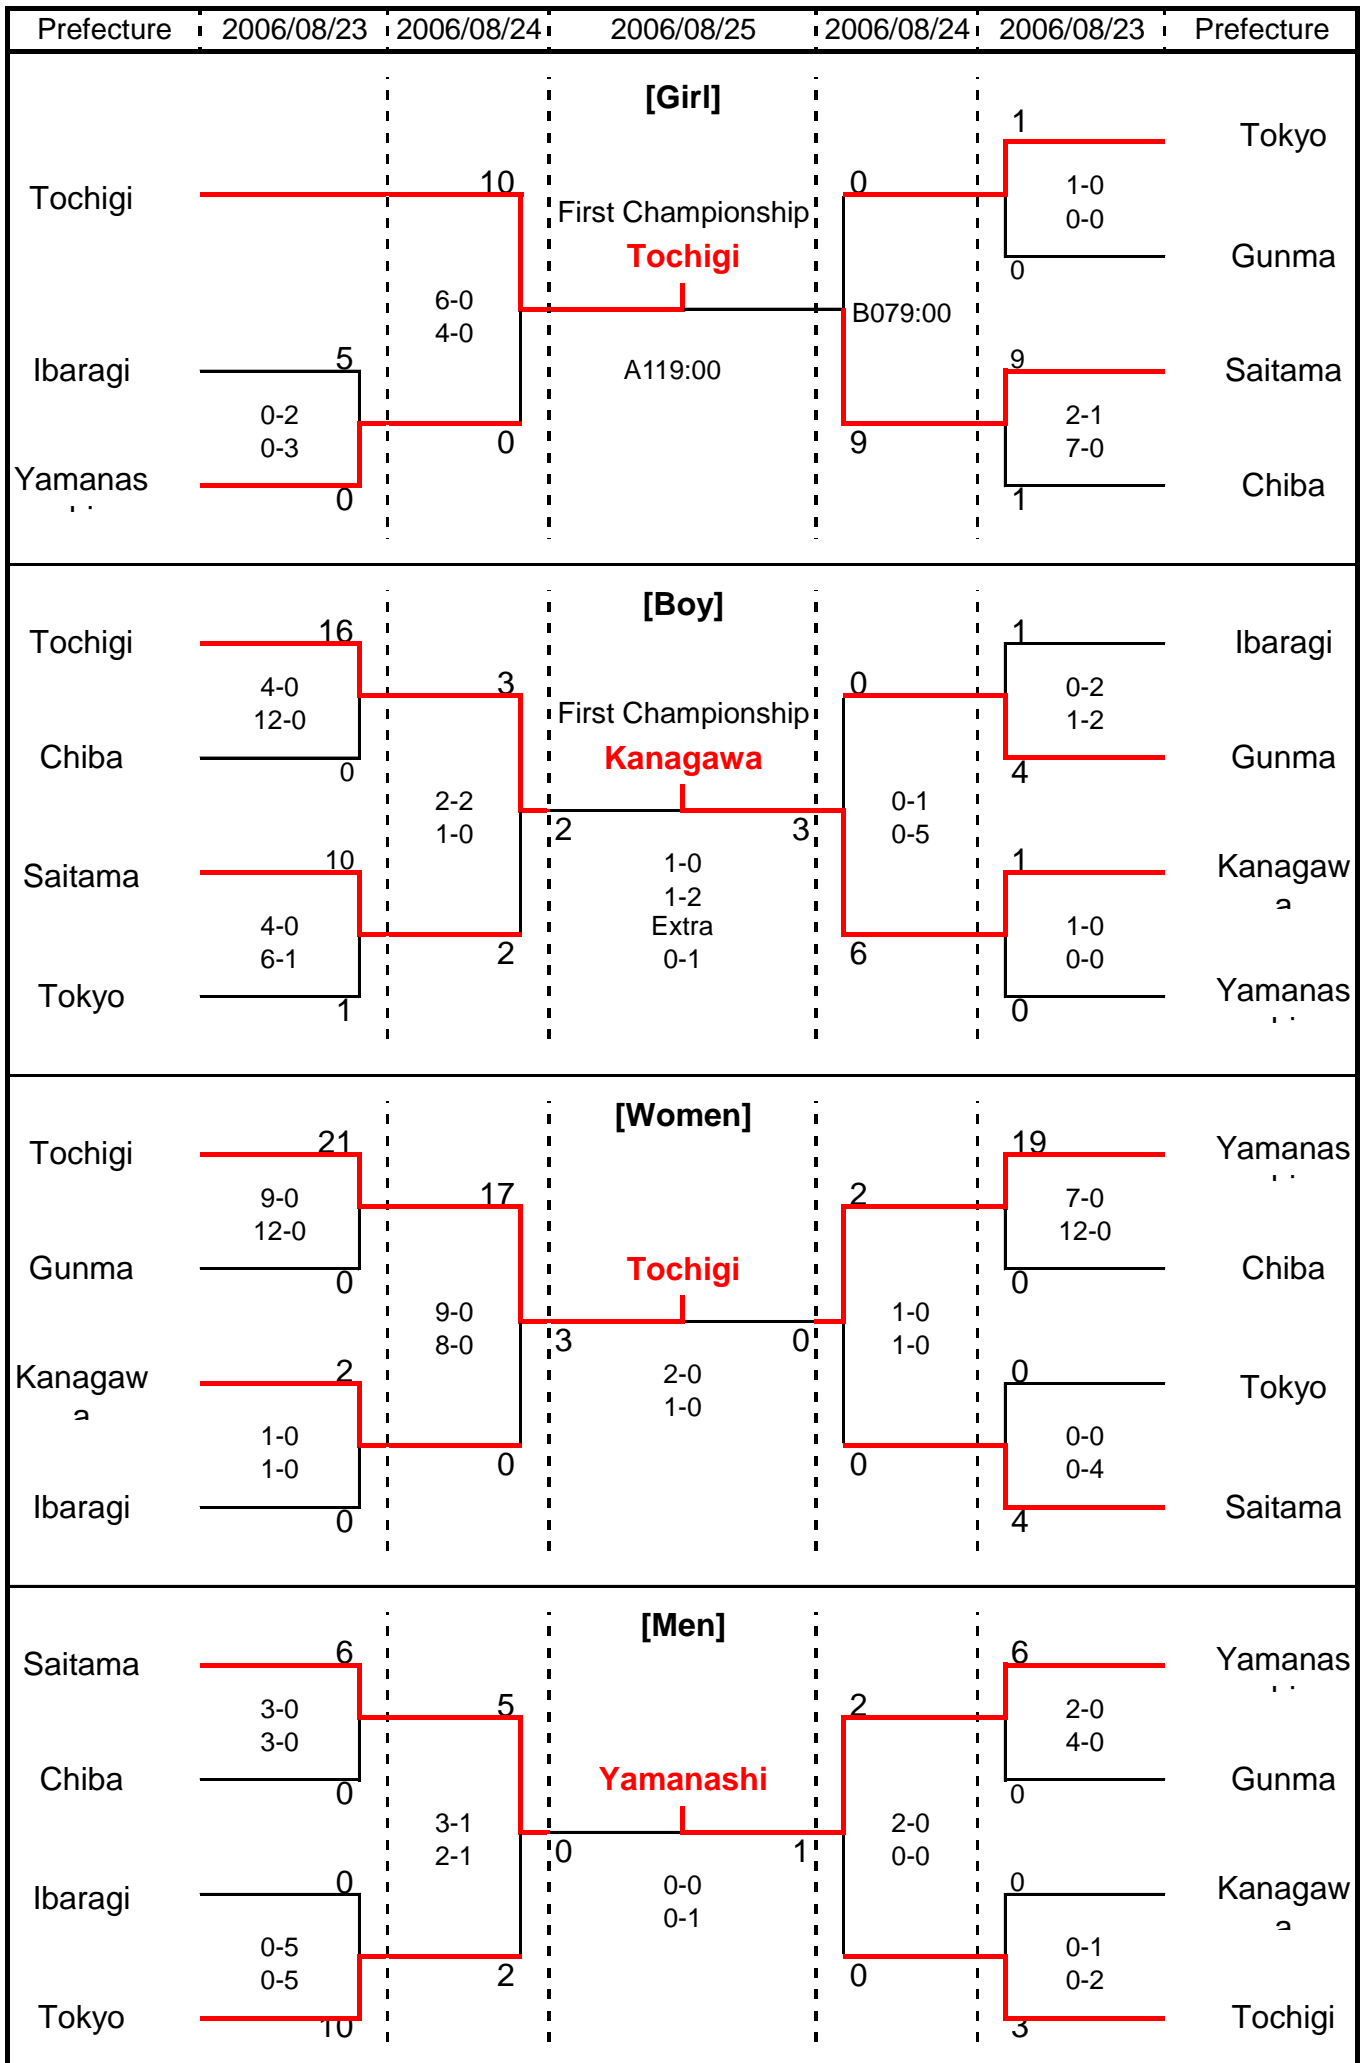 Prefecture 2006/08/23 2006/08/24 2006/08/25 2006/08/24 2006/08/23 Prefecture
[Girl]
1 Tokyo
Tochigi 10 0 1-0
First Championship 0-0
Tochigi 0 Gunma
6-0 B079:00
4-0
Ibaragi 5 A119:00 9 Saitama
0-2 2-1
0-3 0 9 7-0
Yamanas 0 1 Chiba
[Boy]
Tochigi 16 1 Ibaragi
4-0 3 0 0-2
12-0 First Championship 1-2
Chiba 0 Kanagawa 4 Gunma
2-2 0-1
1-0 2 3 0-5
Saitama 10 1-0 1 Kanagaw
1-2 a
4-0 Extra 1-0
6-1 2 0-1 6 0-0
Tokyo 1 0 Yamanas
[Women]
Tochigi 21 19 Yamanas
9-0 17 2 7-0
12-0 12-0
Gunma 0 Tochigi 0 Chiba
9-0 1-0
8-0 3 0 1-0
Kanagaw 2 2-0 0 Tokyo
a 1-0
1-0 0-0
1-0 0 0 0-4
Ibaragi 0 4 Saitama
[Men]
Saitama 6 6 Yamanas
3-0 5 2 2-0
3-0 4-0
Chiba 0 Yamanashi 0 Gunma
3-1 2-0
2-1 0 1 0-0
Ibaragi 0 0-0 0 Kanagaw
0-1 a
0-5 0-1
0-5 2 0 0-2
Tokyo 10 3 Tochigi